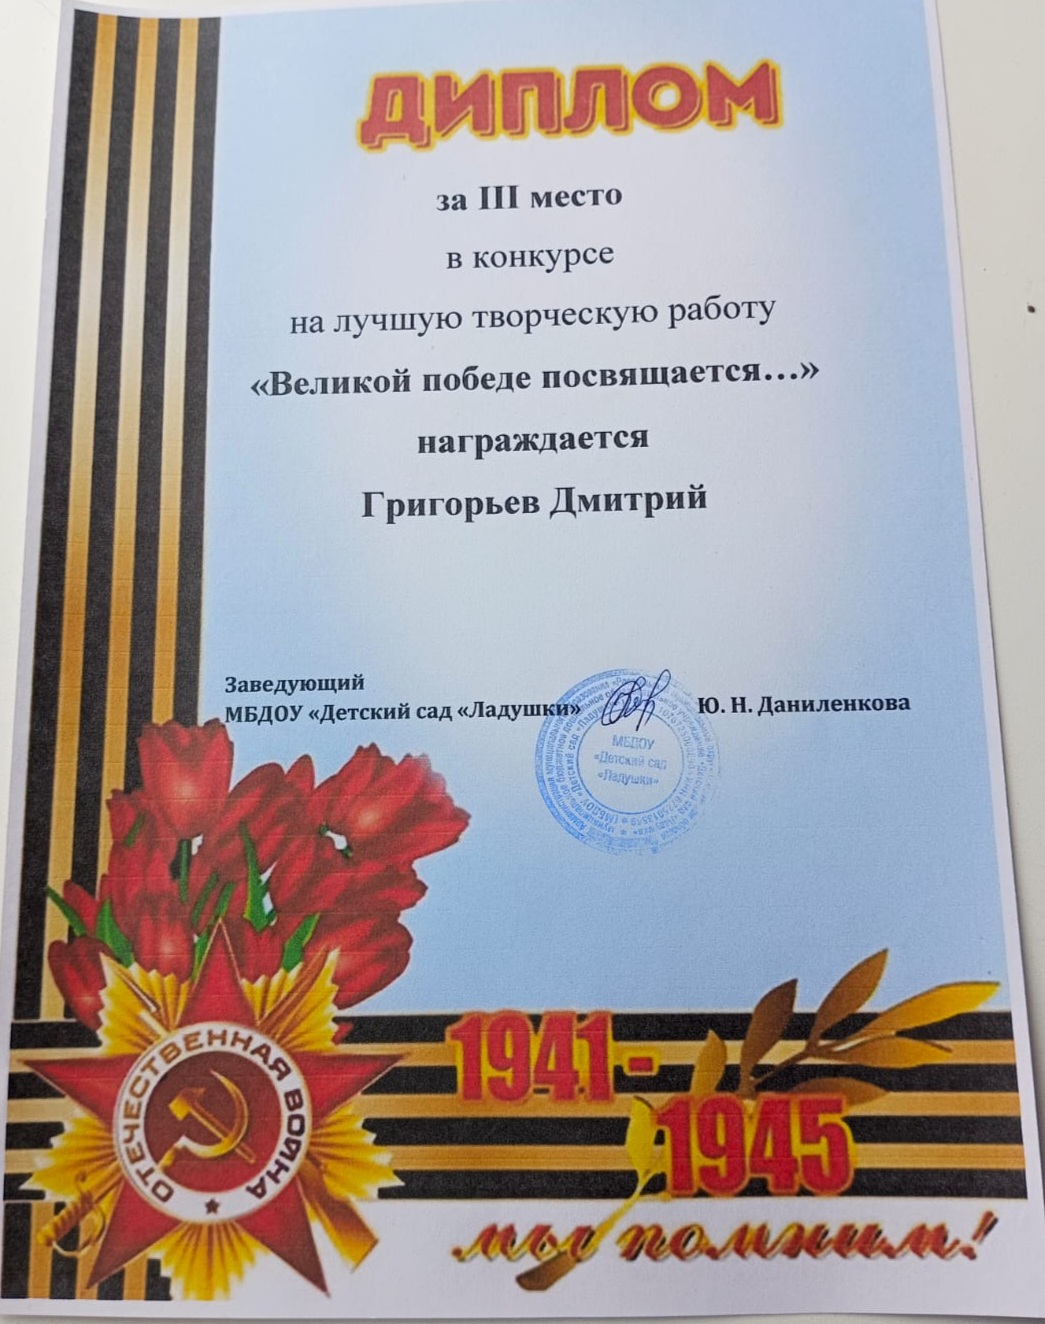 ДИПЛОМ
за III место
в конкурсе
на лучшую творческую работу
«Великой победе посвящается...»
награждается
Григорьев Дмитрий
Заведующий
МБДОУ «Детский сад «Ладушки»
Ю. Н. Даниленкова
МБДОУ
«Детский сад
«Ладушки»
ОТЕЧЕСТВЕННАЯ ВОЙНА
1941-
1945
мы помним!